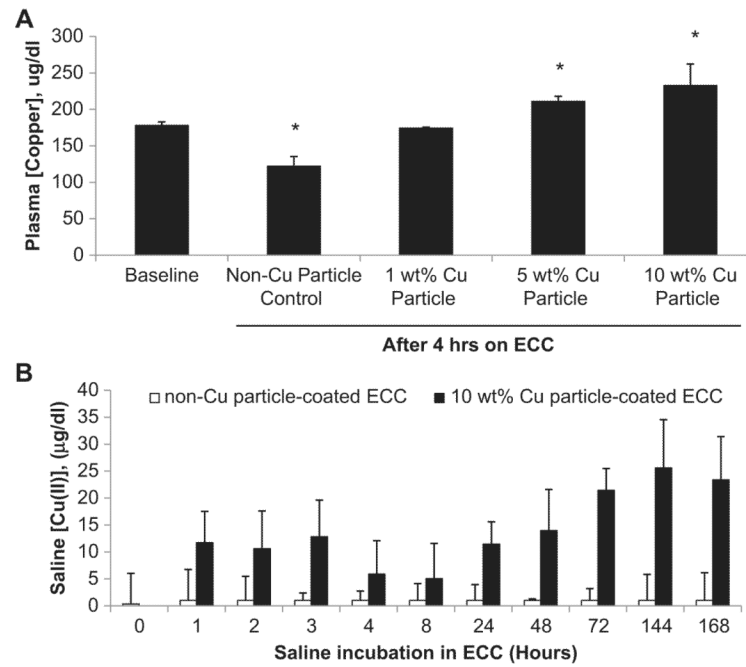 A
Plasma [Copper], ug/dl
300
250
200
150
100
50
0
*
*
*
Baseline
Non-Cu Particle
Control
1 wt% Cu
Particle
5 wt% Cu
Particle
10 wt% Cu
Particle
After 4 hrs on ECC
B
Saline [Cu(II)], (µg/dl)
40
35
30
25
20
15
10
5
0
non-Cu particle-coated ECC
10 wt% Cu particle-coated ECC
0 1 2 3 4 8 24 48 72 144 168
Saline incubation in ECC (Hours)